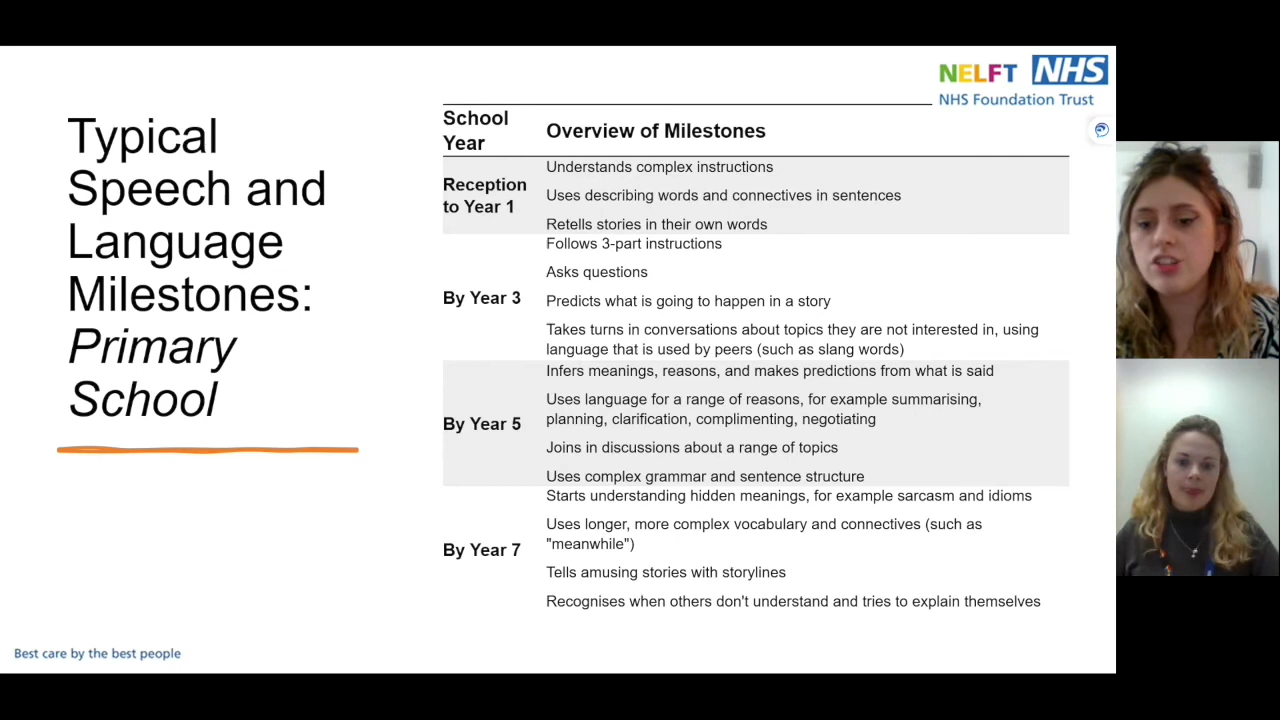 NELFT NHS
NHS Foundation Trust
Typical
Speech and
Language
Milestones:
Primary
School
School
Year
Overview of Milestones
Reception
to Year 1
Understands complex instructions
Uses describing words and connectives in sentences
Retells stories in their own words
By Year 3
Follows 3-part instructions
Asks questions
Predicts what is going to happen in a story
Takes turns in conversations about topics they are not interested in, using
language that is used by peers (such as slang words)
By Year 5
Infers meanings, reasons, and makes predictions from what is said
Uses language for a range of reasons, for example summarising,
planning, clarification, complimenting, negotiating
Joins in discussions about a range of topics
Uses complex grammar and sentence structure
By Year 7
Starts understanding hidden meanings, for example sarcasm and idioms
Uses longer, more complex vocabulary and connectives (such as
"meanwhile")
Tells amusing stories with storylines
Recognises when others don't understand and tries to explain themselves
Best care by the best people